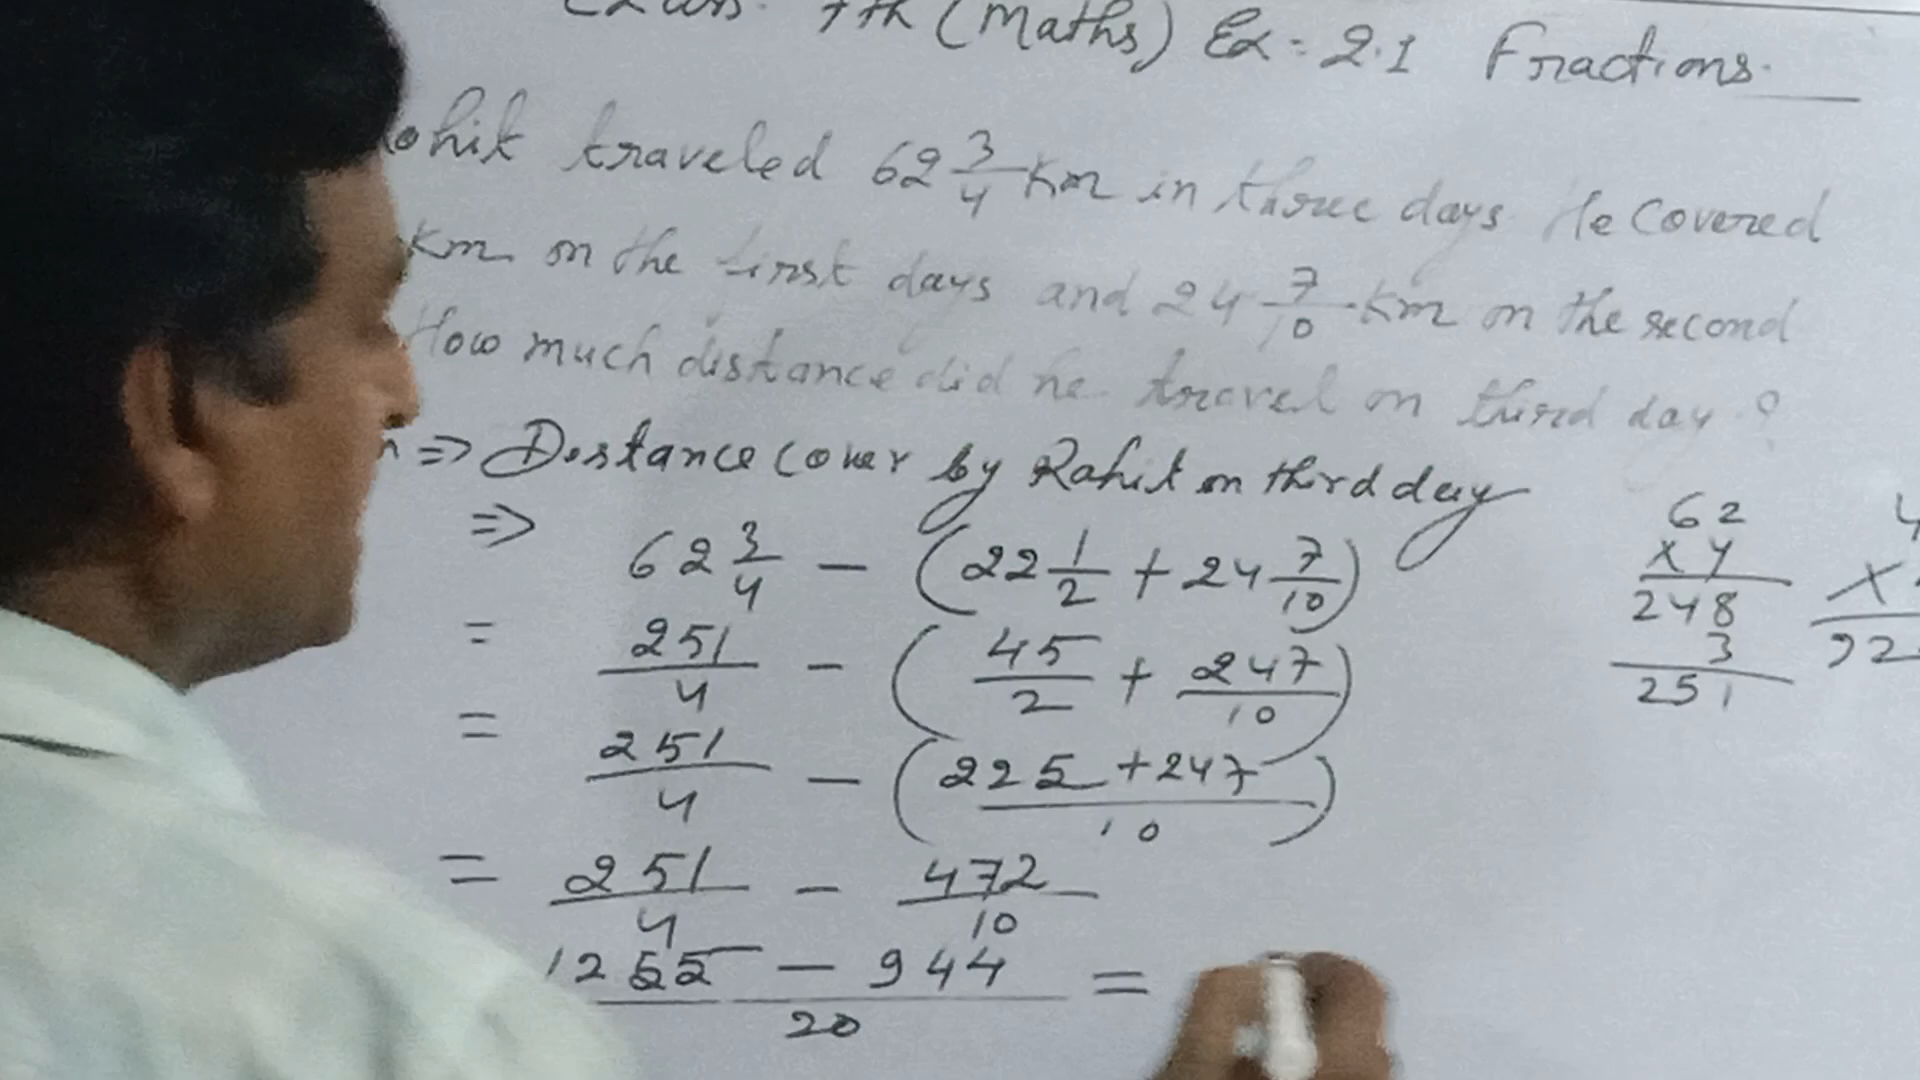 7th (Maths) Ex = 2.1 Fractions.
ohit traveled 62 3/4 Km in three days He Covered
Km on the first days and 24 7/10 Km on the second
How much distance did he travel on third day ?
⇒ Distance cover by Rahit on third day
⇒ 62 3/4 - (22 1/2 + 24 7/10)
= 251/4 - (45/2 + 247/10)
= 251/4 - (225 + 247/10)
= 251/4 - 472/10
1255 - 944/20 =
62
x 4
248
3
251
4
X